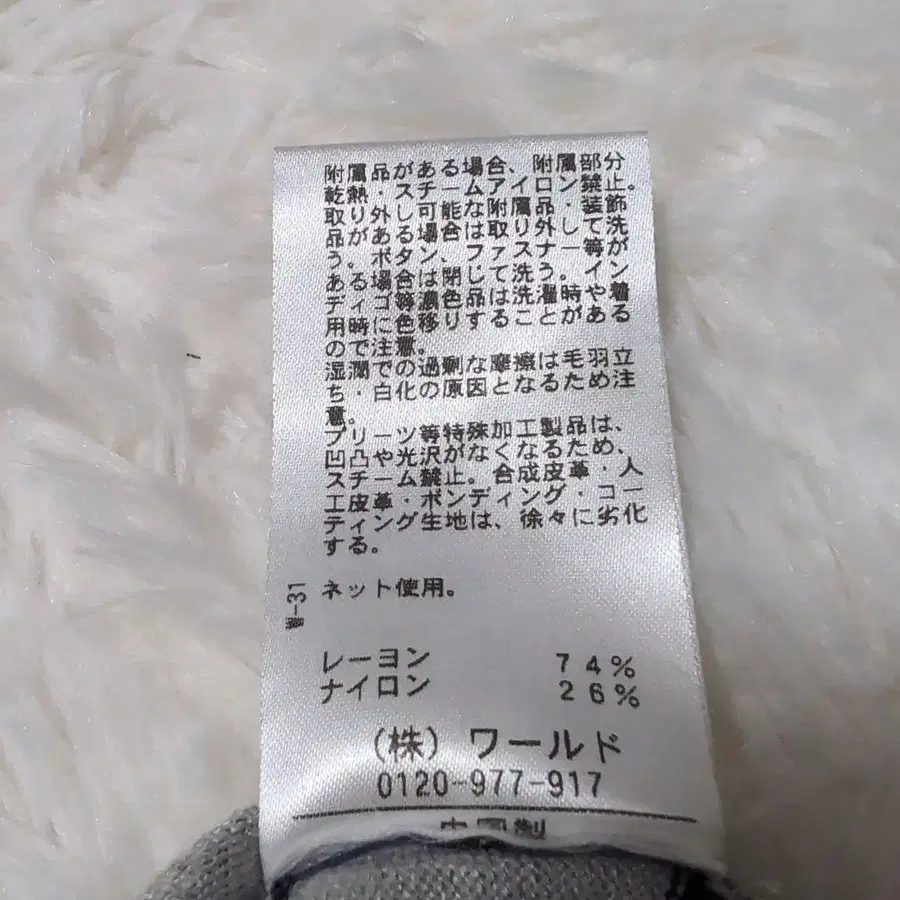 附属品がある場合、附属部分
乾熱・スチームアイロン禁止。
取り外し可能な附属品・装飾
品がある場合は取り外して洗
う。ボタン、ファスナー等が
ある場合は閉じて洗う。イン
ディゴ等濃色品は洗濯時や着
用時に色移りすることがある
ので注意。
湿潤での過剰な摩擦は毛羽立
ち・白化の原因となるため注
意。
プリーツ等特殊加工製品は、
凹凸や光沢がなくなるため、
スチーム禁止。合成皮革・人
工皮革・ボンディング・コー
ティング生地は、徐々に劣化
する。
ネット使用。
W-31
レーヨン 74%
ナイロン 26%
(株) ワールド
0120-977-917
中国製